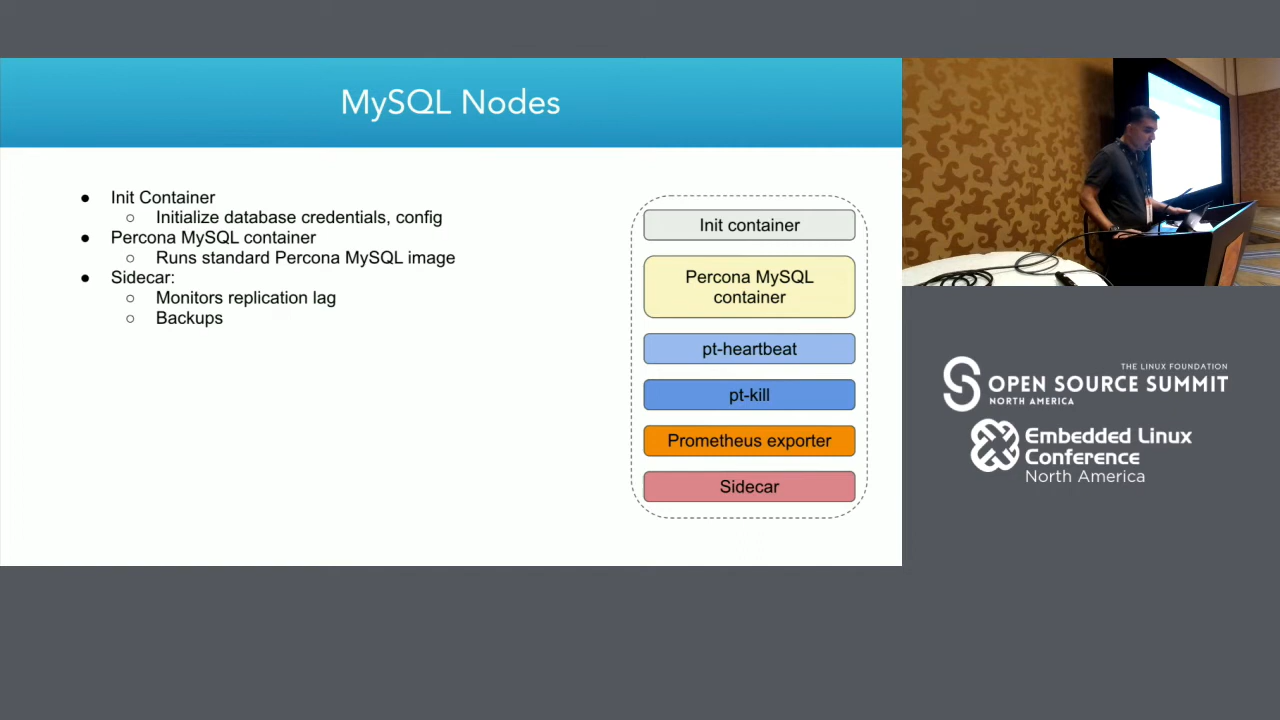 MySQL Nodes
● Init Container
○ Initialize database credentials, config
● Percona MySQL container
○ Runs standard Percona MySQL image
● Sidecar:
○ Monitors replication lag
○ Backups
Init container
Percona MySQL
container
pt-heartbeat
pt-kill
Prometheus exporter
Sidecar
THE LINUX FOUNDATION
OPEN SOURCE SUMMIT
NORTH AMERICA
Embedded Linux
Conference
North America